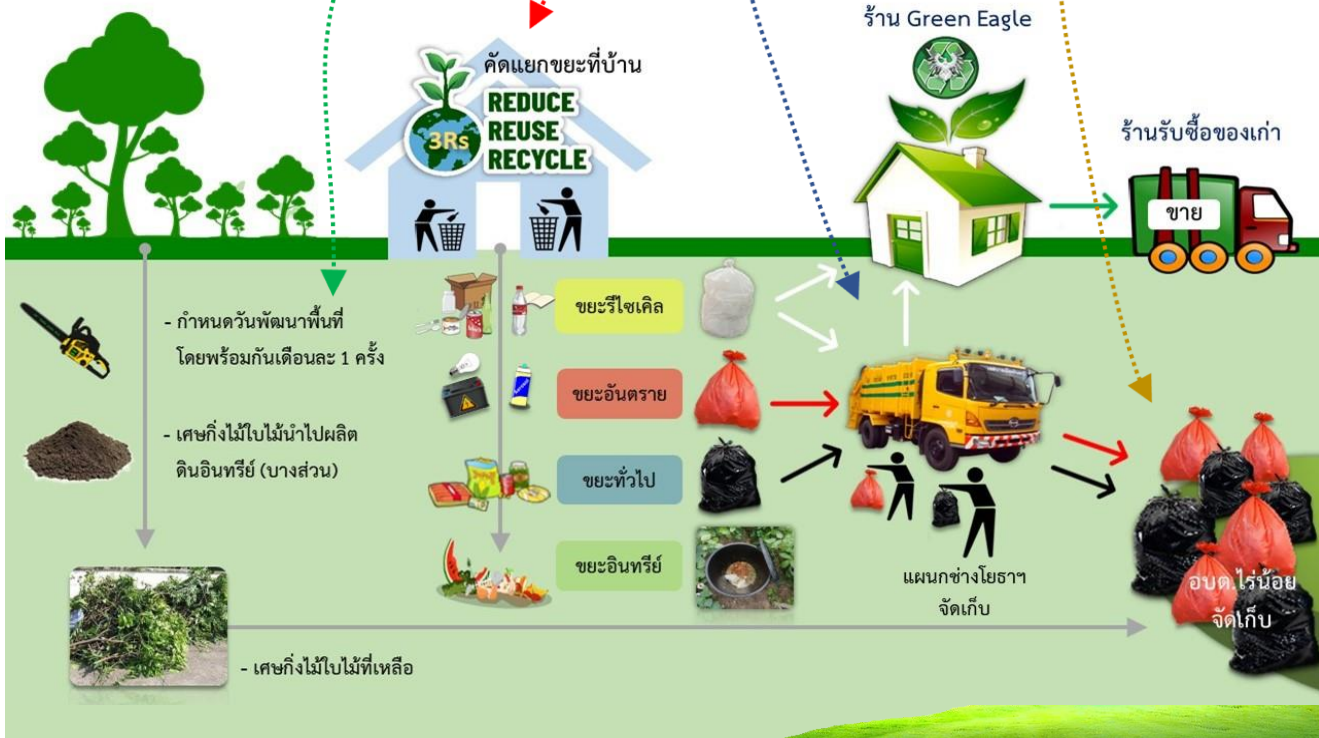 ร้าน Green Eagle
คัดแยกขยะที่บ้าน
REDUCE
REUSE
RECYCLE
3Rs
ร้านรับซื้อของเก่า
ขาย
- กำหนดวันพัฒนาพื้นที่
โดยพร้อมกันเดือนละ 1 ครั้ง
- เศษกิ่งไม้ใบไม้นำไปผลิต
ดินอินทรีย์ (บางส่วน)
ขยะรีไซเคิล
ขยะอันตราย
ขยะทั่วไป
ขยะอินทรีย์
แผนกช่างโยธาฯ
จัดเก็บ
อบต.ไร่น้อย
จัดเก็บ
- เศษกิ่งไม้ใบไม้ที่เหลือ